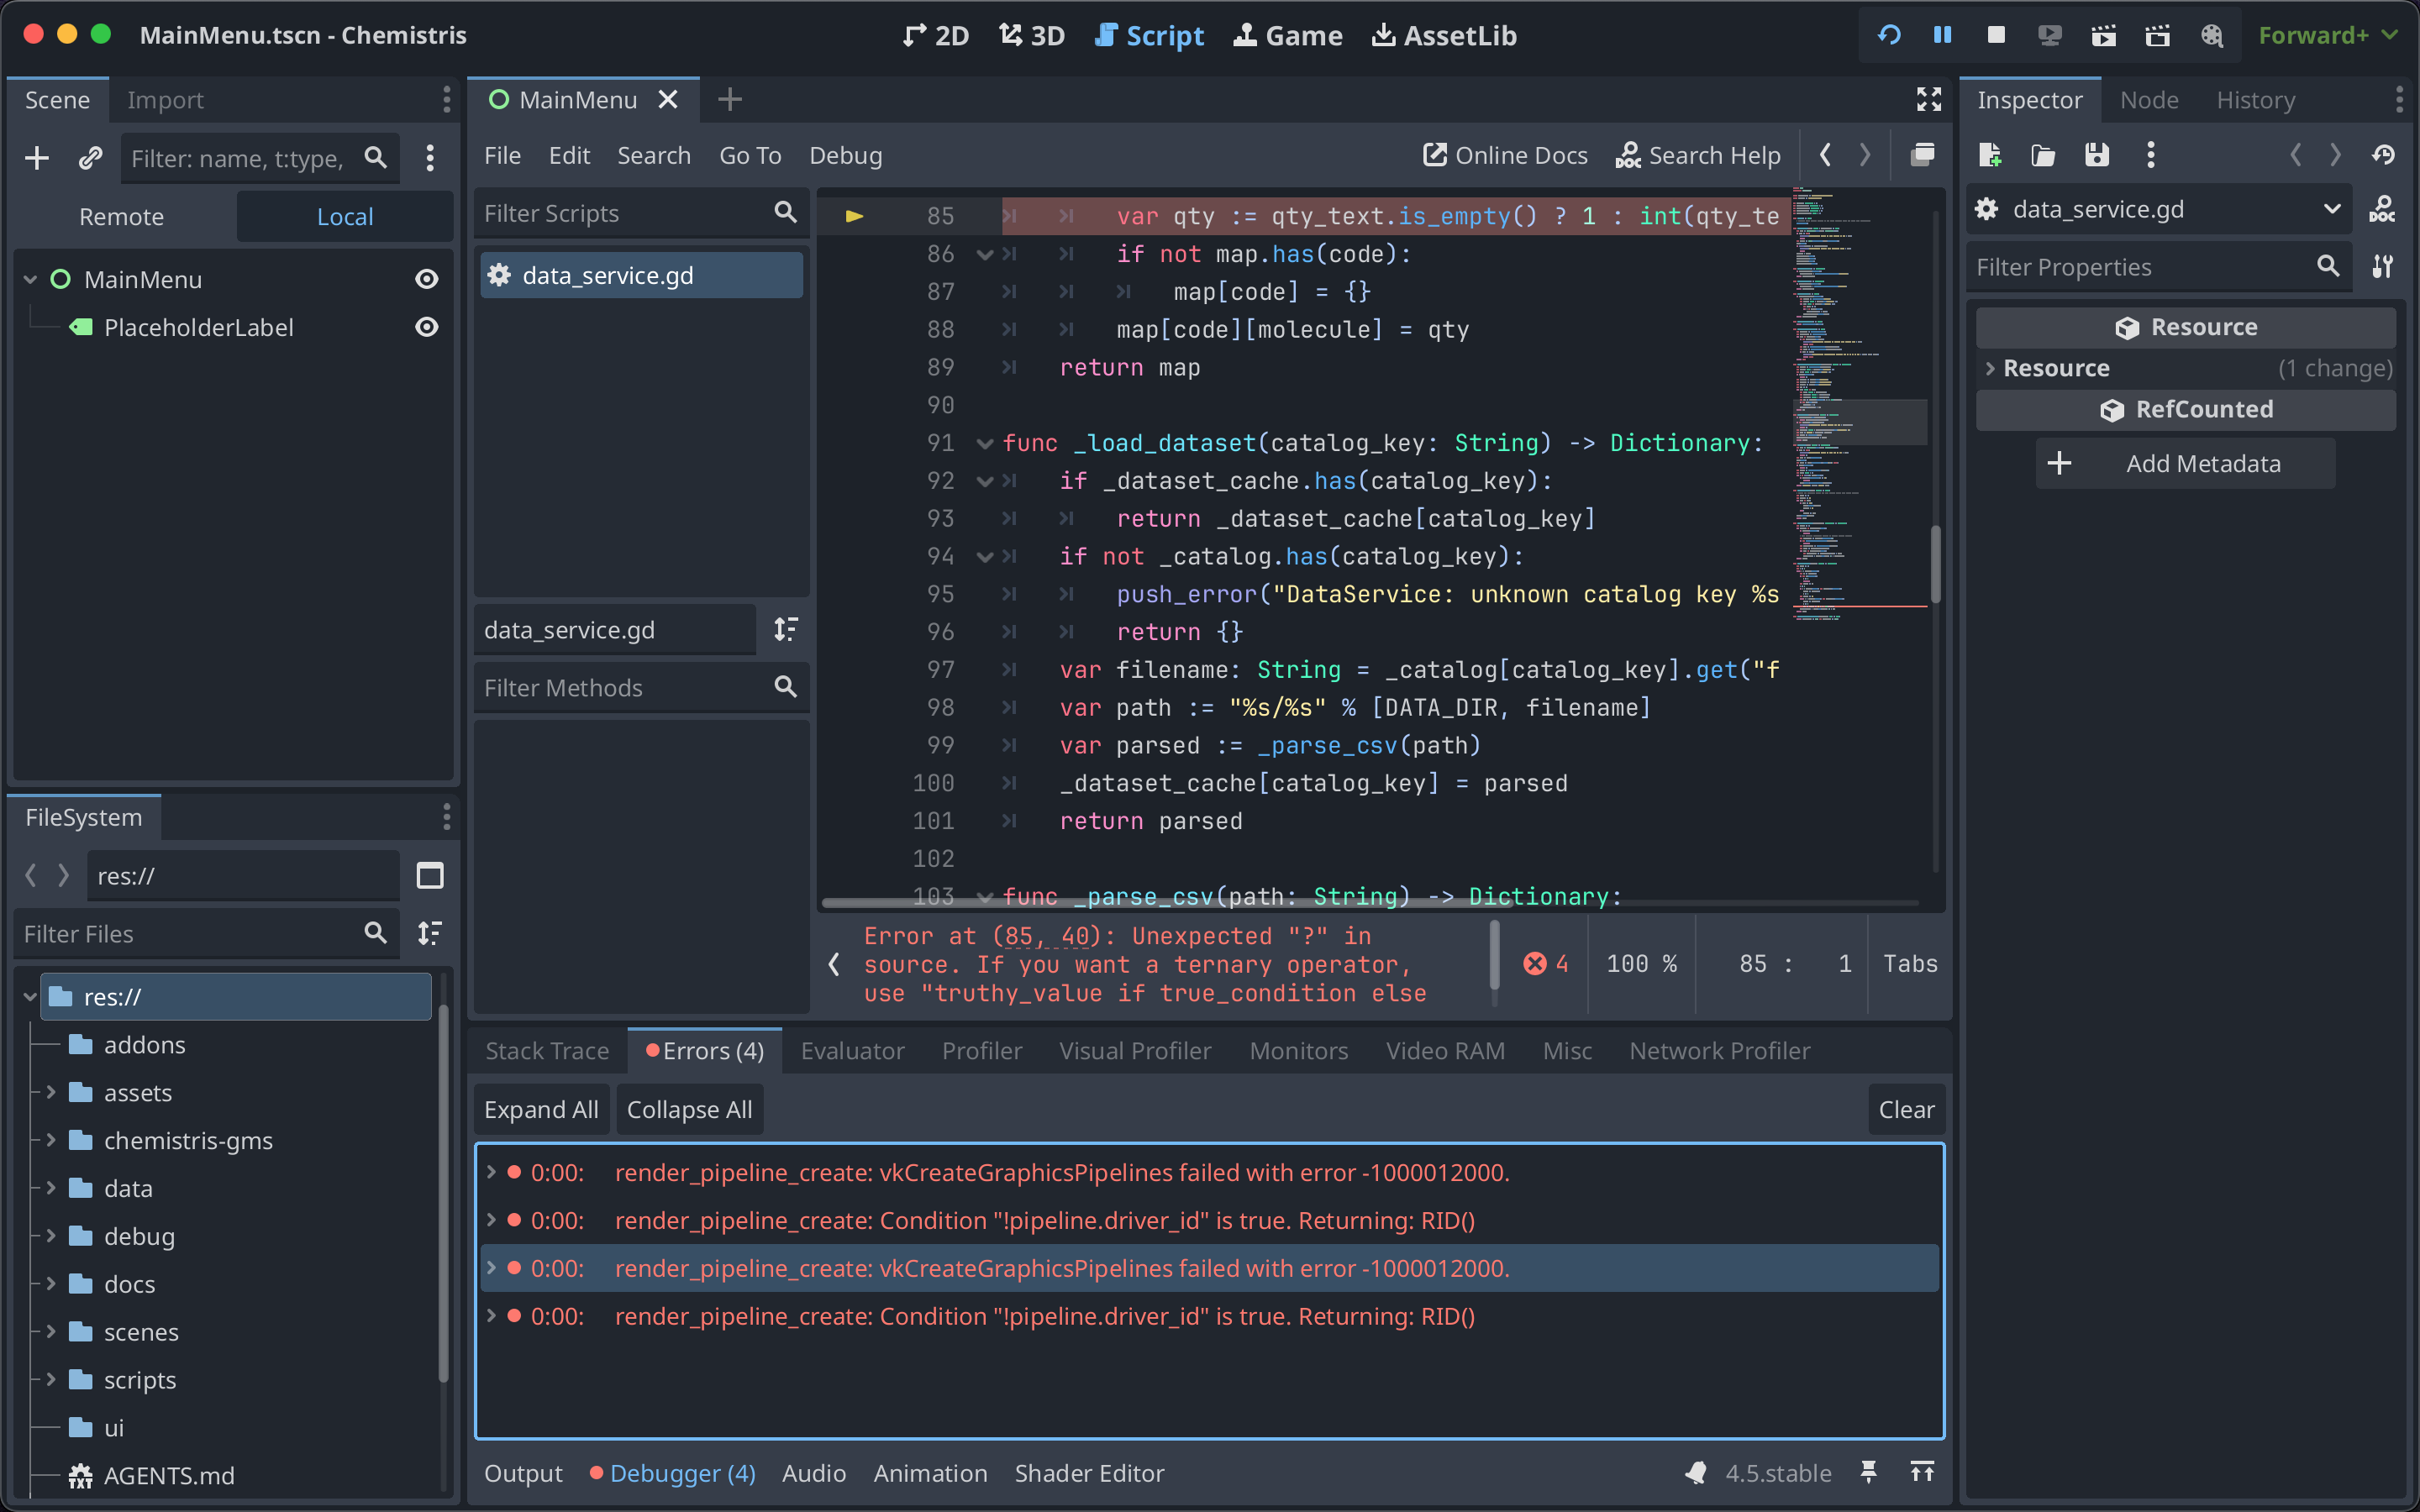 MainMenu.tscn - Chemistris
2D
3D
Script
Game
AssetLib
Forward+
Scene
Import
Filter: name, t:type,
Remote
Local
MainMenu
PlaceholderLabel
FileSystem
res://
Filter Files
res://
addons
assets
chemistris-gms
data
debug
docs
scenes
scripts
ui
AGENTS.md
MainMenu
File
Edit
Search
Go To
Debug
Online Docs
Search Help
Filter Scripts
data_service.gd
data_service.gd
Filter Methods
85 var qty := qty_text.is_empty() ? 1 : int(qty_te
86 if not map.has(code):
87 map[code] = {}
88 map[code][molecule] = qty
89 return map
90
91 func _load_dataset(catalog_key: String) -> Dictionary:
92 if _dataset_cache.has(catalog_key):
93 return _dataset_cache[catalog_key]
94 if not _catalog.has(catalog_key):
95 push_error("DataService: unknown catalog key %s
96 return {}
97 var filename: String = _catalog[catalog_key].get("f
98 var path := "%s/%s" % [DATA_DIR, filename]
99 var parsed := _parse_csv(path)
100 _dataset_cache[catalog_key] = parsed
101 return parsed
102
103 func _parse_csv(path: String) -> Dictionary:
Error at (85, 40): Unexpected "?" in
source. If you want a ternary operator,
use "truthy_value if true_condition else
4
100 %
85 : 1
Tabs
Stack Trace
Errors (4)
Evaluator
Profiler
Visual Profiler
Monitors
Video RAM
Misc
Network Profiler
Expand All
Collapse All
Clear
0:00: render_pipeline_create: vkCreateGraphicsPipelines failed with error -1000012000.
0:00: render_pipeline_create: Condition "!pipeline.driver_id" is true. Returning: RID()
0:00: render_pipeline_create: vkCreateGraphicsPipelines failed with error -1000012000.
0:00: render_pipeline_create: Condition "!pipeline.driver_id" is true. Returning: RID()
Output
Debugger (4)
Audio
Animation
Shader Editor
4.5.stable
Inspector
Node
History
data_service.gd
DOC
Filter Properties
Resource
Resource (1 change)
RefCounted
Add Metadata